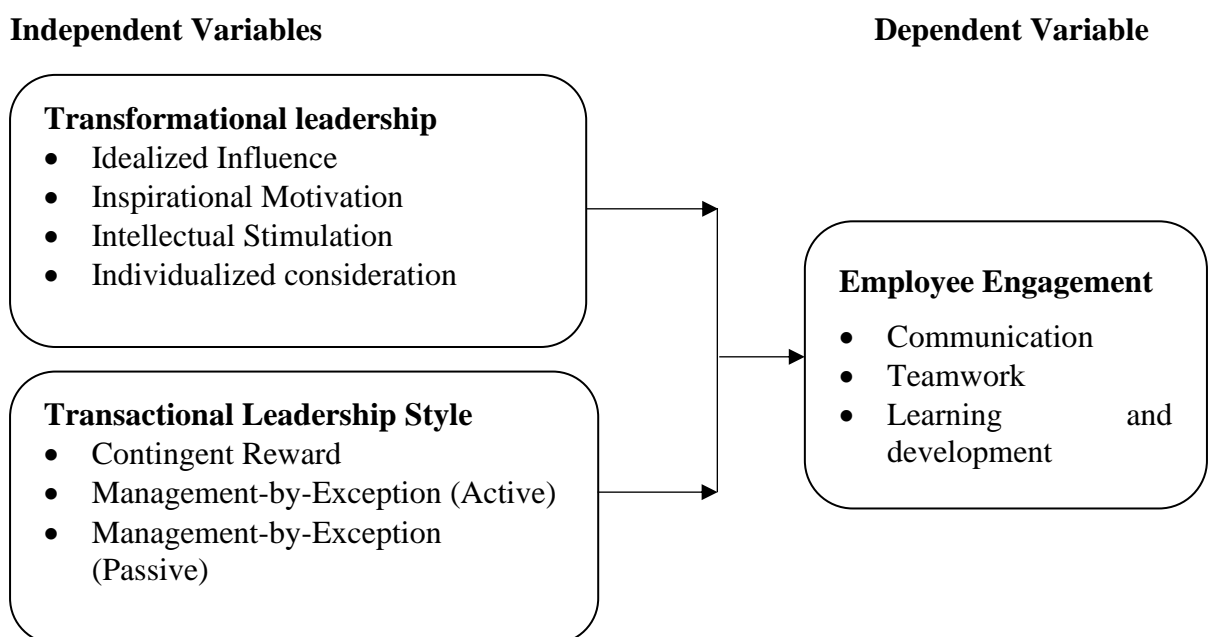 Independent Variables
Dependent Variable
Transformational leadership
• Idealized Influence
• Inspirational Motivation
• Intellectual Stimulation
• Individualized consideration
Transactional Leadership Style
• Contingent Reward
• Management-by-Exception (Active)
• Management-by-Exception
(Passive)
Employee Engagement
• Communication
• Teamwork
• Learning and
development